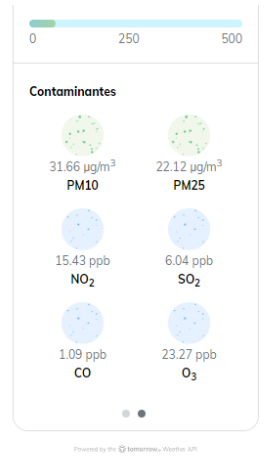 0 250 500
Contaminantes
31.66 µg/m³ 22.12 µg/m³
PM10 PM25
15.43 ppb 6.04 ppb
NO₂ SO₂
1.09 ppb 23.27 ppb
CO O₃
Powered by the tomorrow.io Weather API